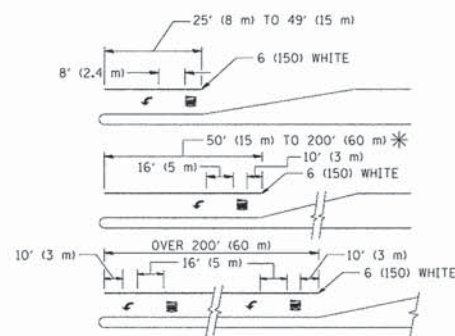 25' (8 m) TO 49' (15 m)
8' (2.4 m)
6 (150) WHITE
50' (15 m) TO 200' (60 m) *
16' (5 m)
10' (3 m)
6 (150) WHITE
OVER 200' (60 m)
10' (3 m)
16' (5 m)
10' (3 m)
6 (150) WHITE